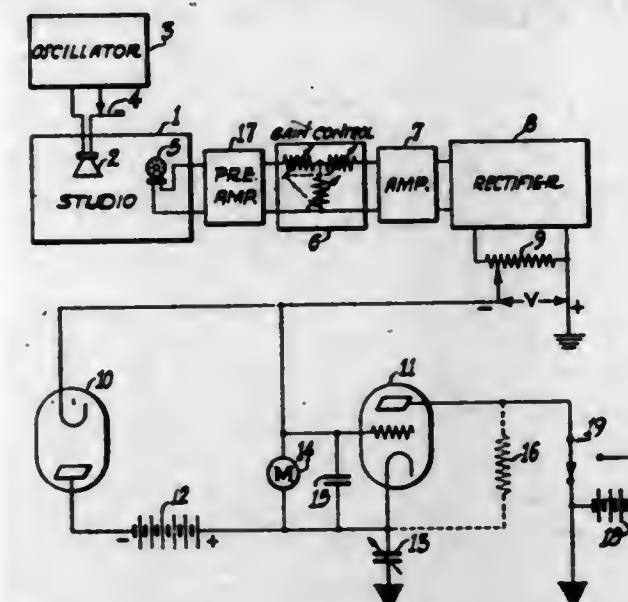 OSCILLATOR
3
4
1
2
5
STUDIO
17
PRE.
AMP.
GAIN CONTROL
6
7
AMP.
8
RECTIFIER
9
- V +
10
11
12
- +
14
M
15
13
16
19
18